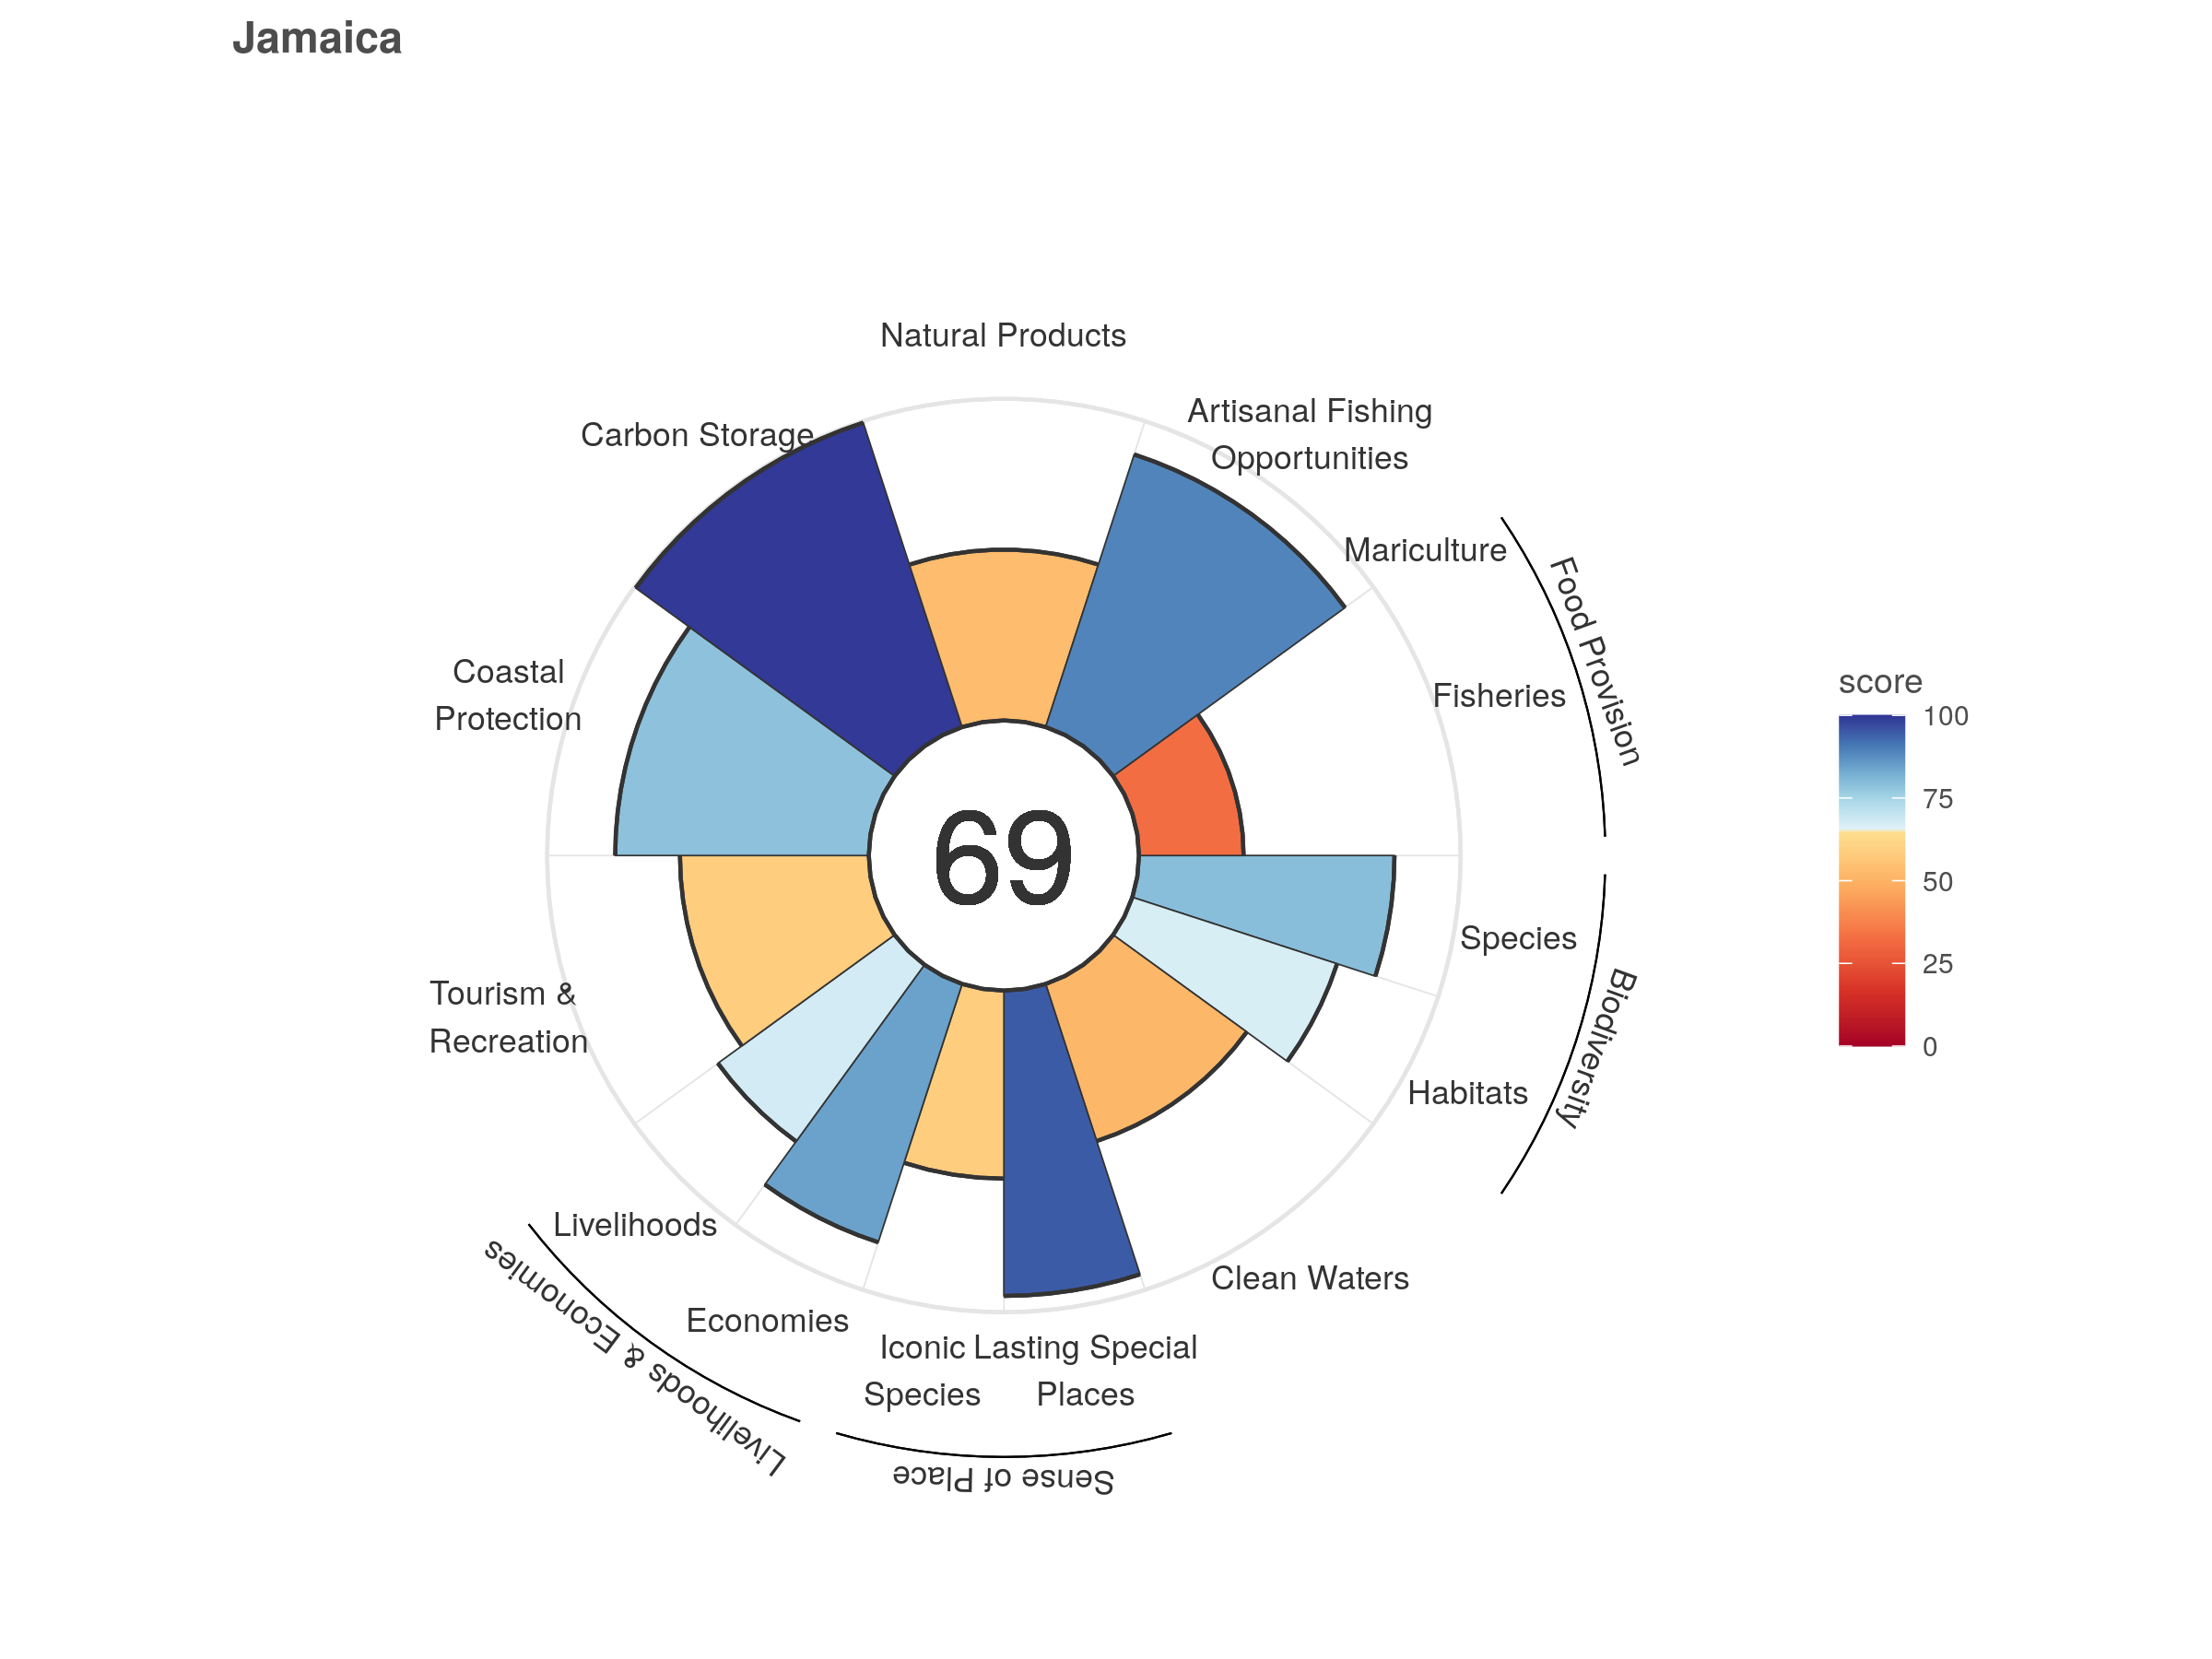 Jamaica
Natural Products
Artisanal Fishing
Opportunities
Carbon Storage
Mariculture
Food Provision
Fisheries
Coastal
Protection
69
Species
Habitats
Biodiversity
Tourism &
Recreation
Livelihoods
Economies
Livelihoods & Economies
Clean Waters
Iconic
Species
Lasting Special
Places
Sense of Place
score
100
75
50
25
0